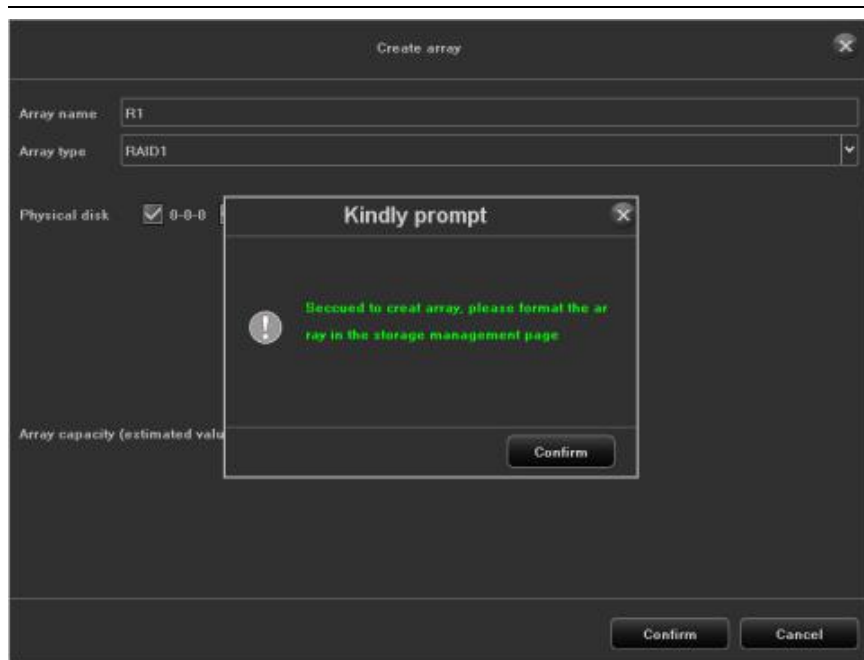 Create array
Array name R1
Array type RAID1
Physical disk 0-0-0
Kindly prompt
Seccued to creat array, please format the ar
ray in the storage management page
Array capacity (estimated valu
Confirm
Confirm Cancel